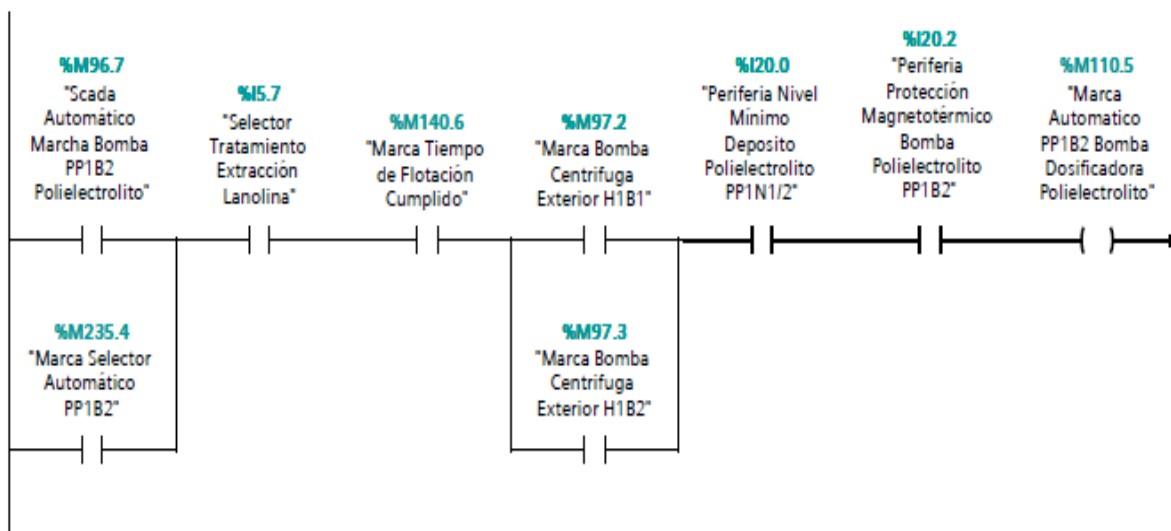 %M96.7
"Scada
Automático
Marcha Bomba
PP1B2
Polielectrolito"
%I5.7
"Selector
Tratamiento
Extracción
Lanolina"
%M140.6
"Marca Tiempo
de Flotación
Cumplido"
%M97.2
"Marca Bomba
Centrifuga
Exterior H1B1"
%I20.0
"Periferia Nivel
Minimo
Deposito
Polielectrolito
PP1N1/2"
%I20.2
"Periferia
Protección
Magnetotérmico
Bomba
Polielectrolito
PP1B2"
%M110.5
"Marca
Automatico
PP1B2 Bomba
Dosificadora
Polielectrolito"
%M235.4
"Marca Selector
Automático
PP1B2"
%M97.3
"Marca Bomba
Centrifuga
Exterior H1B2"